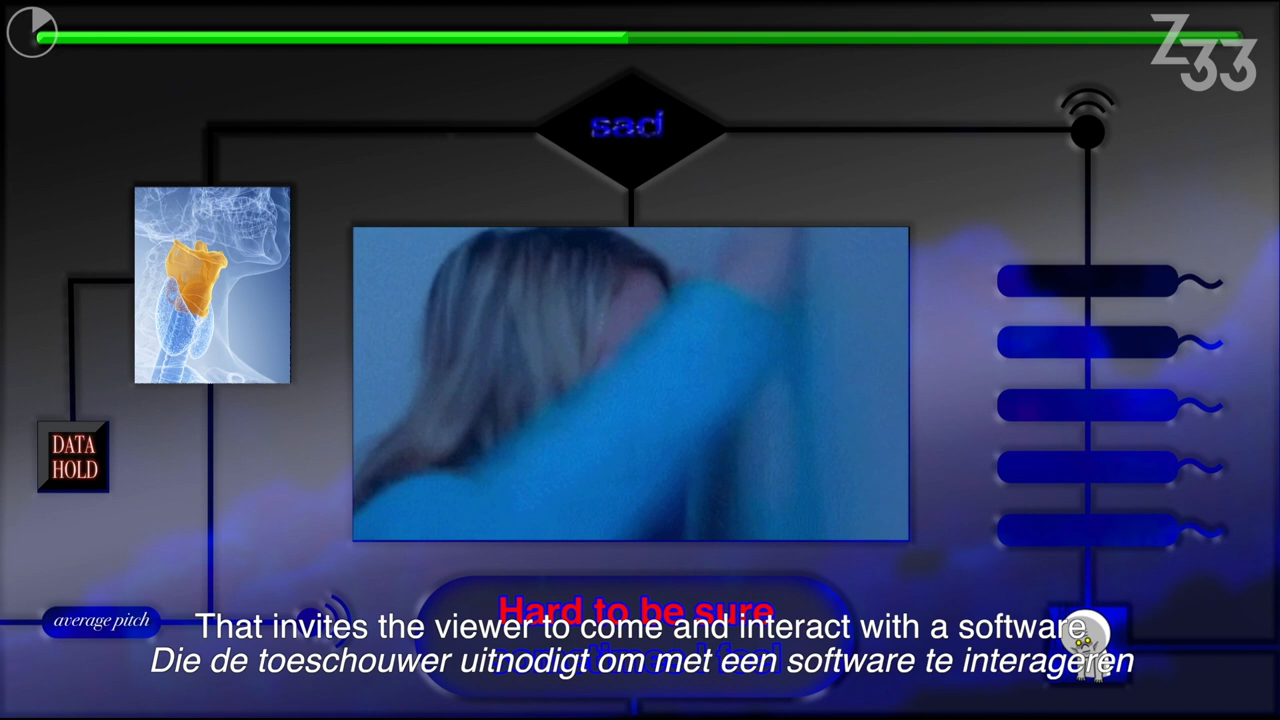 Z33
sad
DATA
HOLD
average pitch
Hard to be sure
That invites the viewer to come and interact with a software
Die de toeschouwer uitnodigt om met een software te interageren